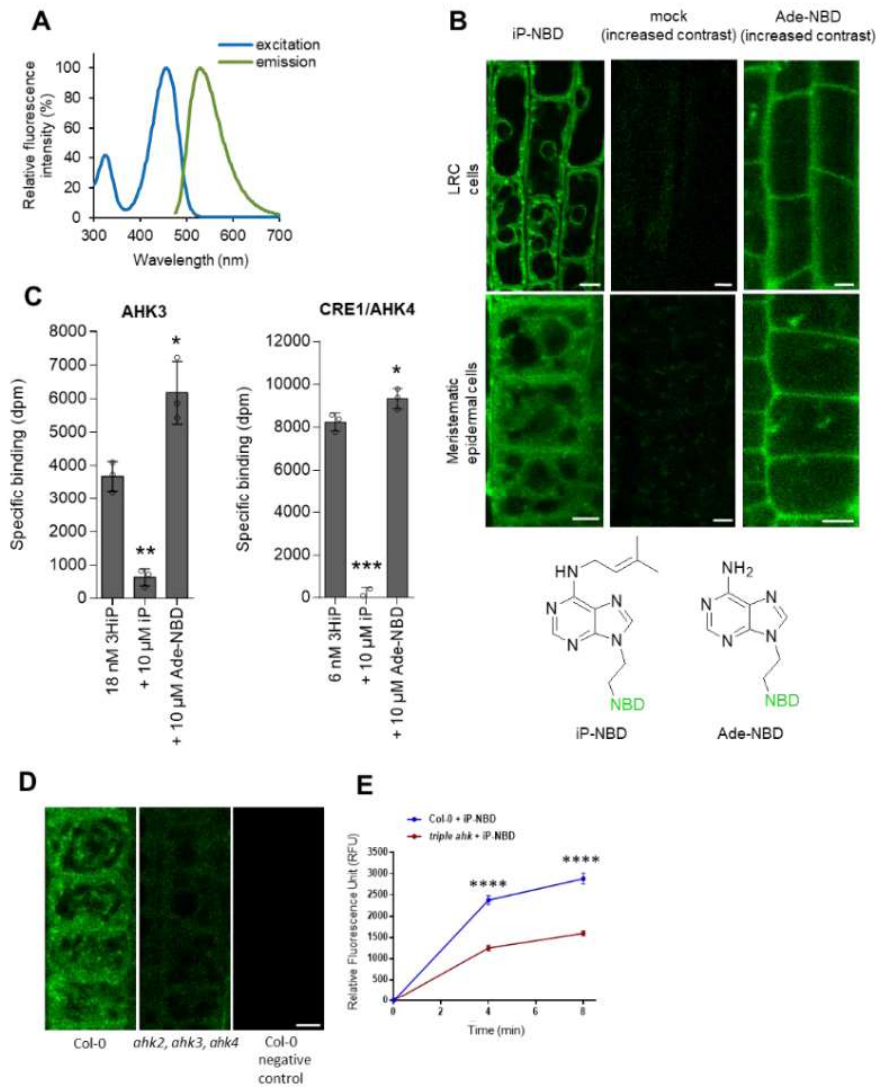 A
excitation
emission
Relative fluorescence
intensity (%)
100
80
60
40
20
0
300
400
500
600
700
Wavelength (nm)
B
iP-NBD
mock
(increased contrast)
Ade-NBD
(increased contrast)
LRC
cells
Meristematic
epidermal cells
HN
N
N
N
N
NBD
iP-NBD
NH2
N
N
N
N
NBD
Ade-NBD
C
AHK3
Specific binding (dpm)
8000
7000
6000
5000
4000
3000
2000
1000
0
**
*
18 nM 3HiP
+ 10 µM iP
+ 10 µM Ade-NBD
CRE1/AHK4
Specific binding (dpm)
12000
10000
8000
6000
4000
2000
0
***
*
6 nM 3HiP
+ 10 µM iP
+ 10 µM Ade-NBD
D
Col-0
ahk2, ahk3, ahk4
Col-0
negative
control
E
Col-0 + iP-NBD
triple ahk + iP-NBD
Relative Fluorescence Unit (RFU)
3500
3000
2500
2000
1500
1000
500
0
****
****
0
2
4
6
8
Time (min)